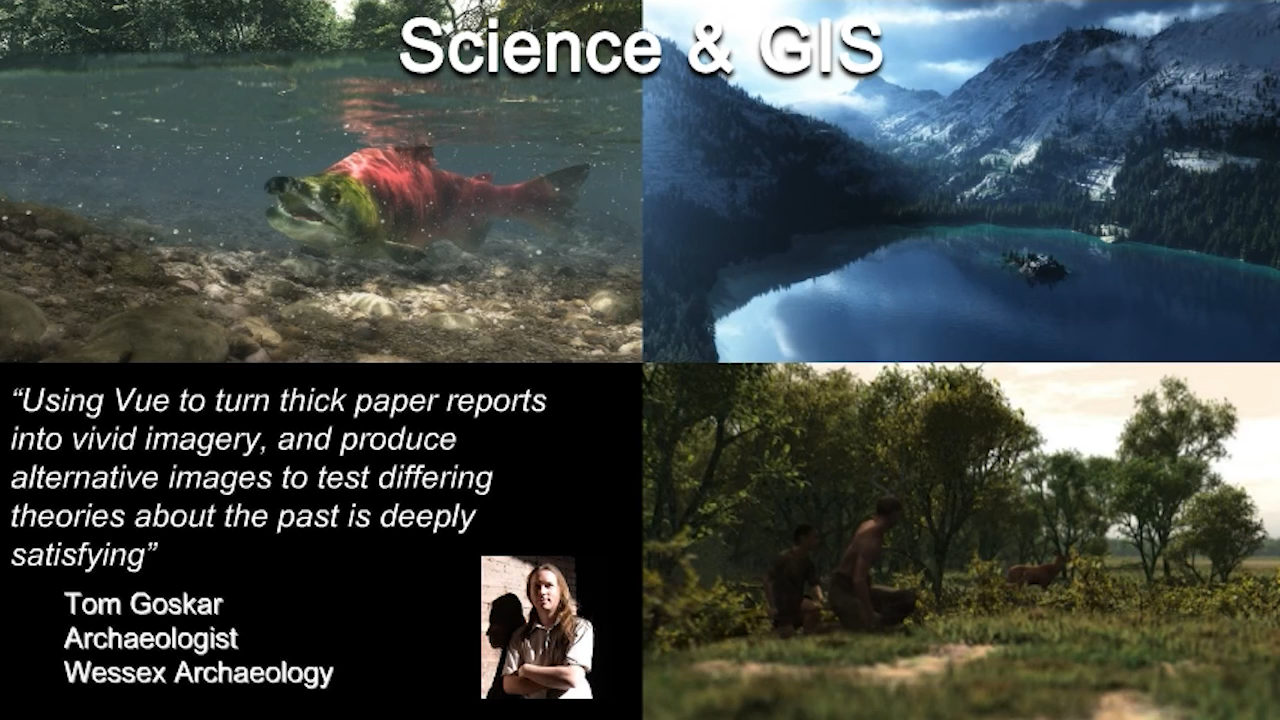 Science & GIS
“Using Vue to turn thick paper reports
into vivid imagery, and produce
alternative images to test differing
theories about the past is deeply
satisfying”
Tom Goskar
Archaeologist
Wessex Archaeology